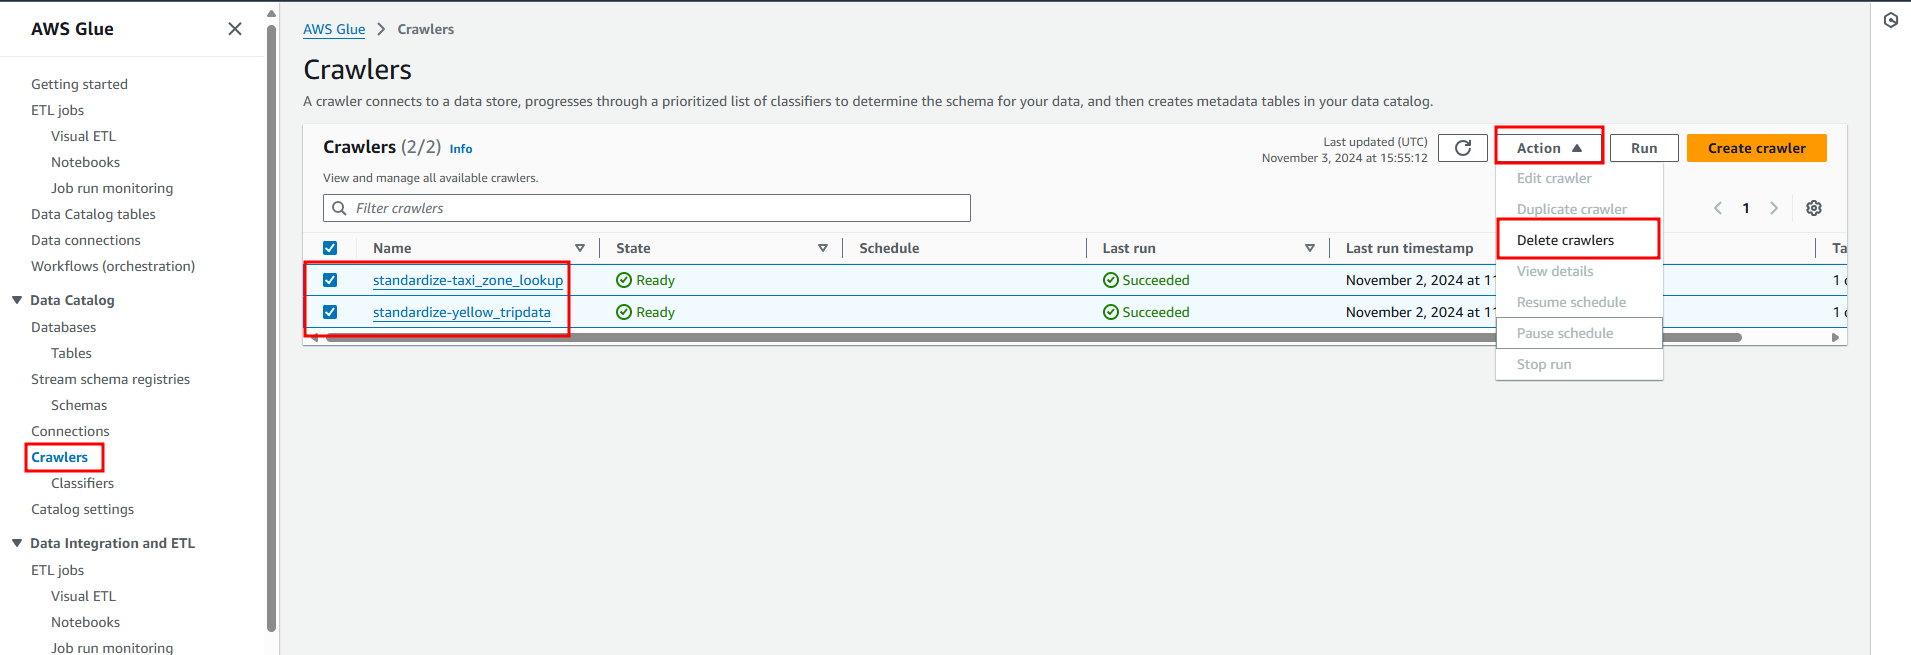 AWS Glue
Getting started
ETL jobs
Visual ETL
Notebooks
Job run monitoring
Data Catalog tables
Data connections
Workflows (orchestration)
Data Catalog
Databases
Tables
Stream schema registries
Schemas
Connections
Crawlers
Classifiers
Catalog settings
Data Integration and ETL
ETL jobs
Visual ETL
Notebooks
Job run monitoring
AWS Glue > Crawlers
Crawlers
A crawler connects to a data store, progresses through a prioritized list of classifiers to determine the schema for your data, and then creates metadata tables in your data catalog.
Crawlers (2/2) Info
View and manage all available crawlers.
Last updated (UTC)
November 3, 2024 at 15:55:12
Action
Run
Create crawler
Filter crawlers
1
Edit crawler
Duplicate crawler
Delete crawlers
View details
Resume schedule
Pause schedule
Stop run
Name State Schedule Last run Last run timestamp Ta
standardize-taxi_zone_lookup Ready Succeeded November 2, 2024 at 11 1
standardize-yellow_tripdata Ready Succeeded November 2, 2024 at 11 1